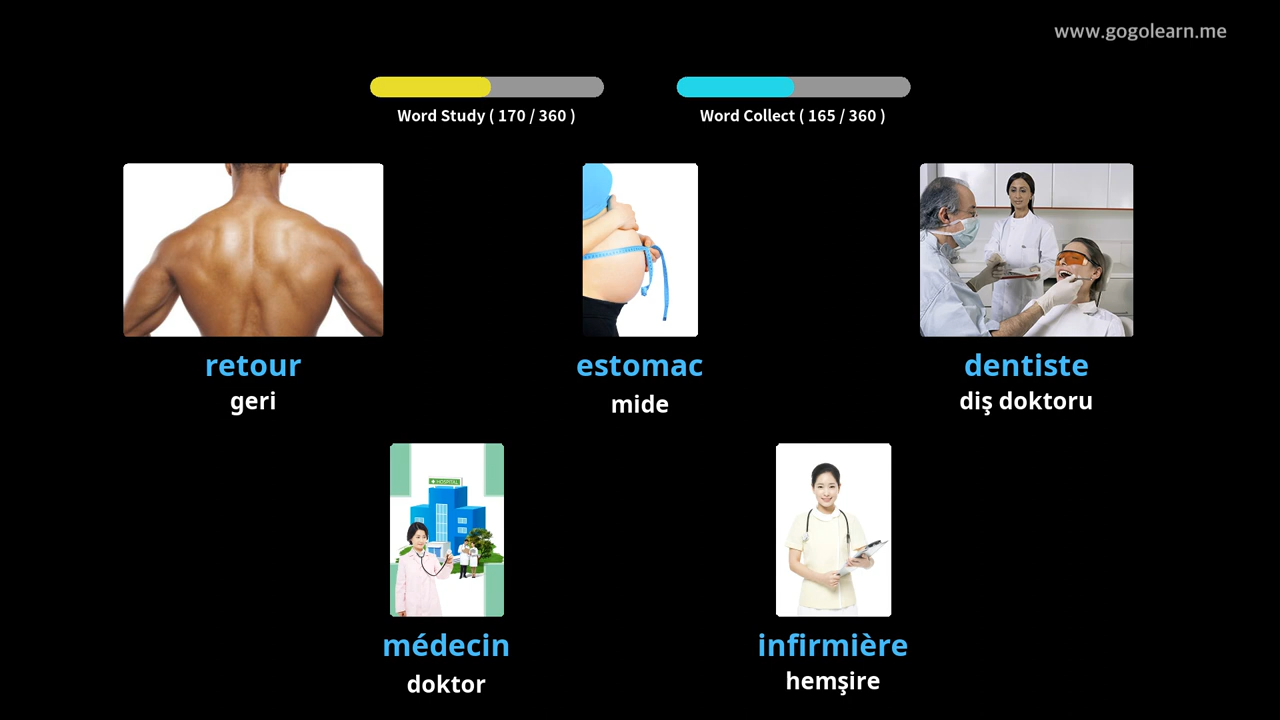 www.gogolearn.me
Word Study ( 170 / 360 )
Word Collect ( 165 / 360 )
retour
geri
estomac
mide
dentiste
diş doktoru
HOSPITAL
médecin
doktor
infirmière
hemşire